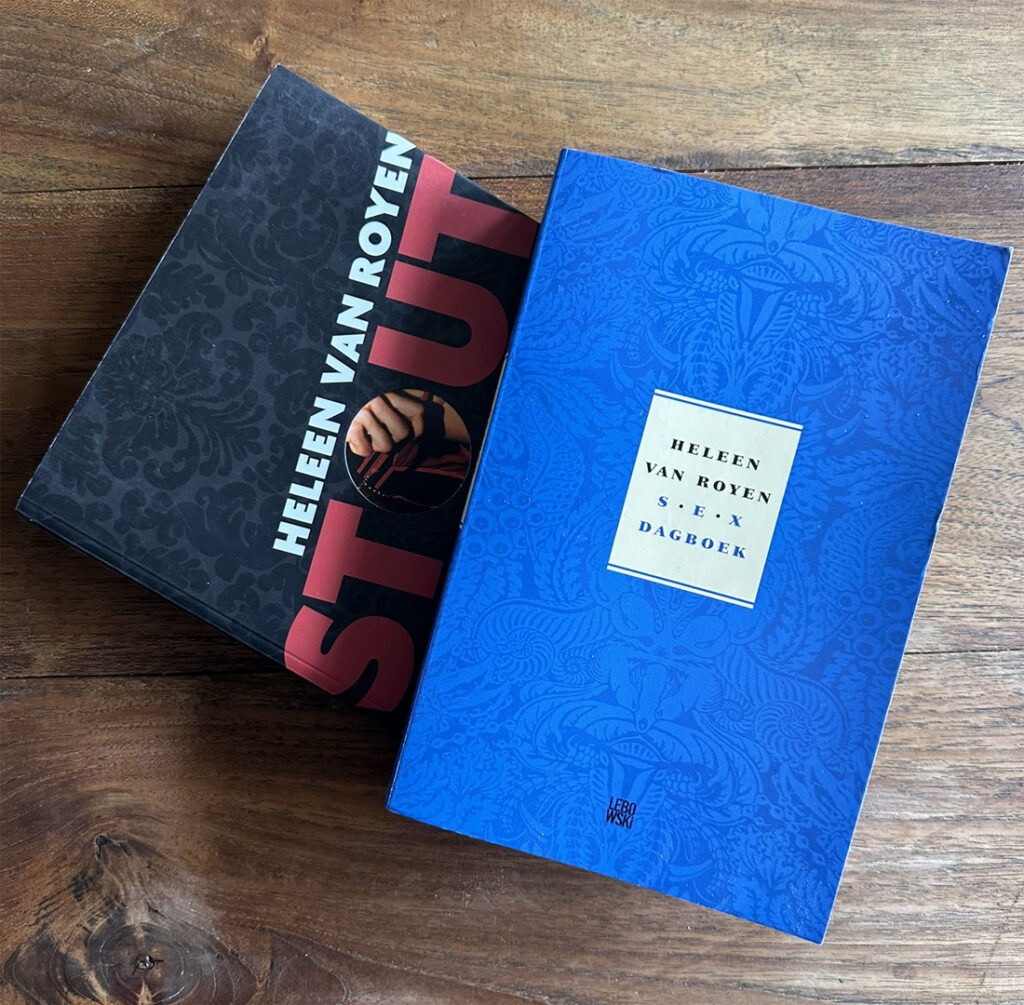 HELEEN VAN ROYEN
STOUT
HELEEN
VAN ROYEN
S·E·X
DAGBOEK
LEBO
WSKI